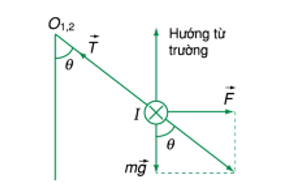 O₁,₂
T⃗
θ
Hướng từ
trường
I
F⃗
θ
mg⃗